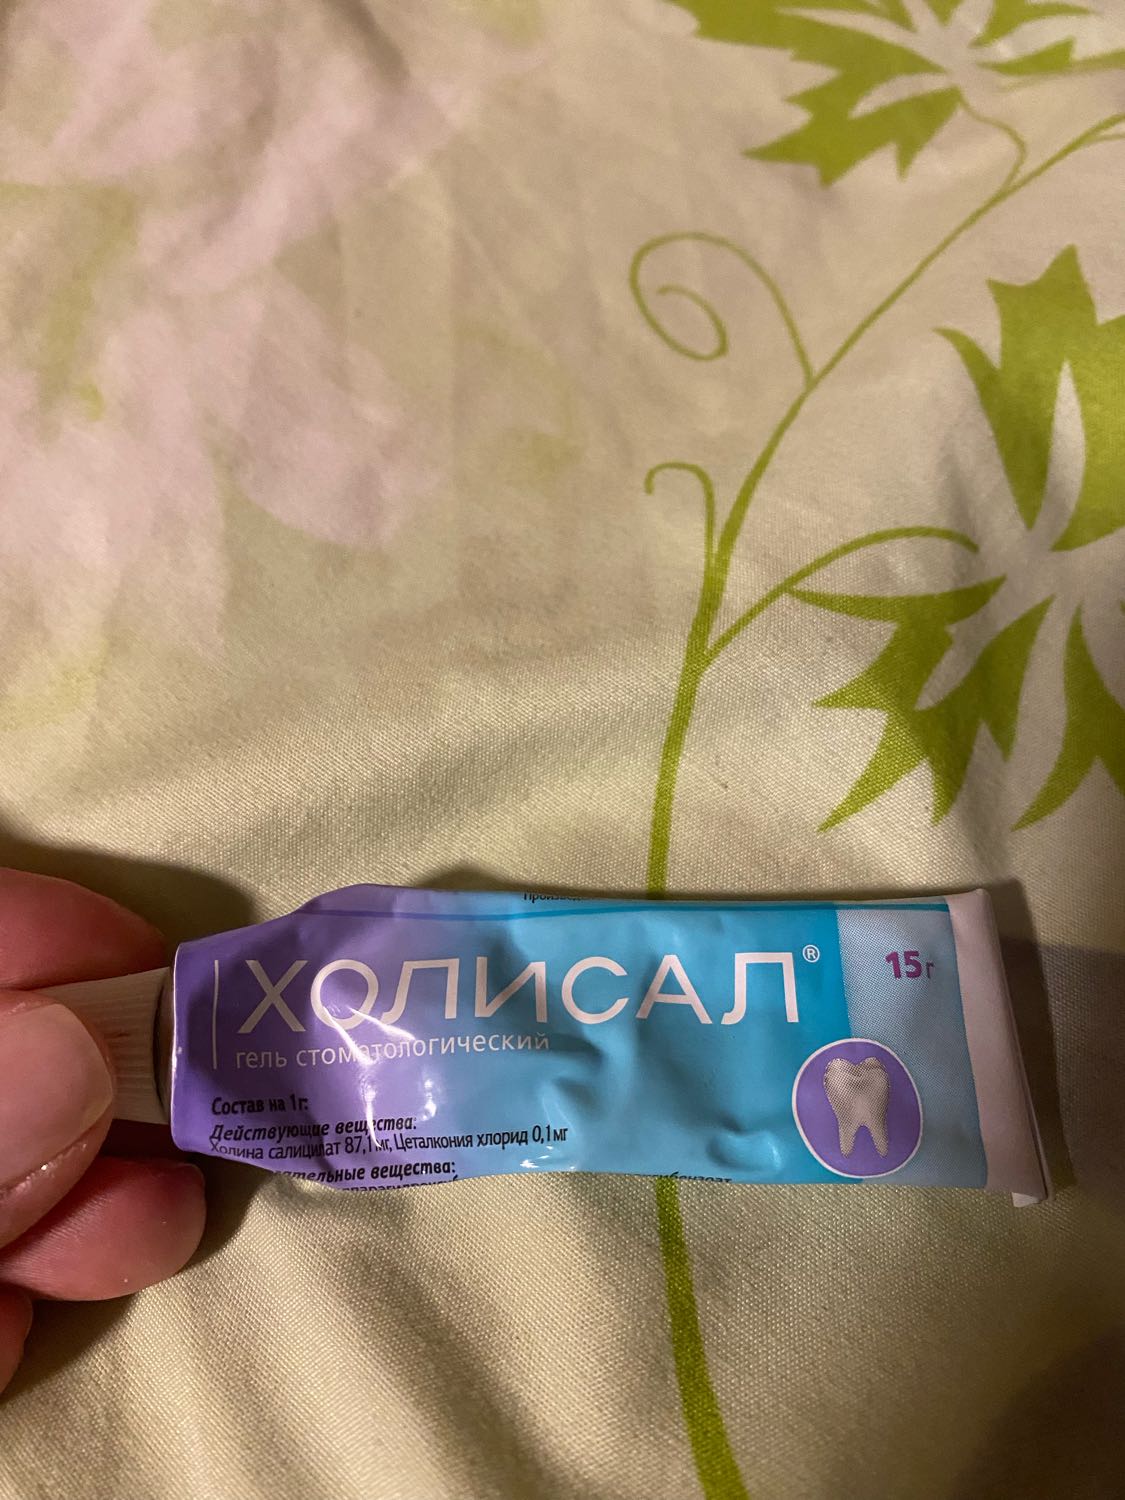 ХОЛИСАЛ®
15г
гель стоматологический
Состав на 1г:
Действующие вещества:
Холина салицилат 87,1мг, Цеталкония хлорид 0,1мг
вещества: